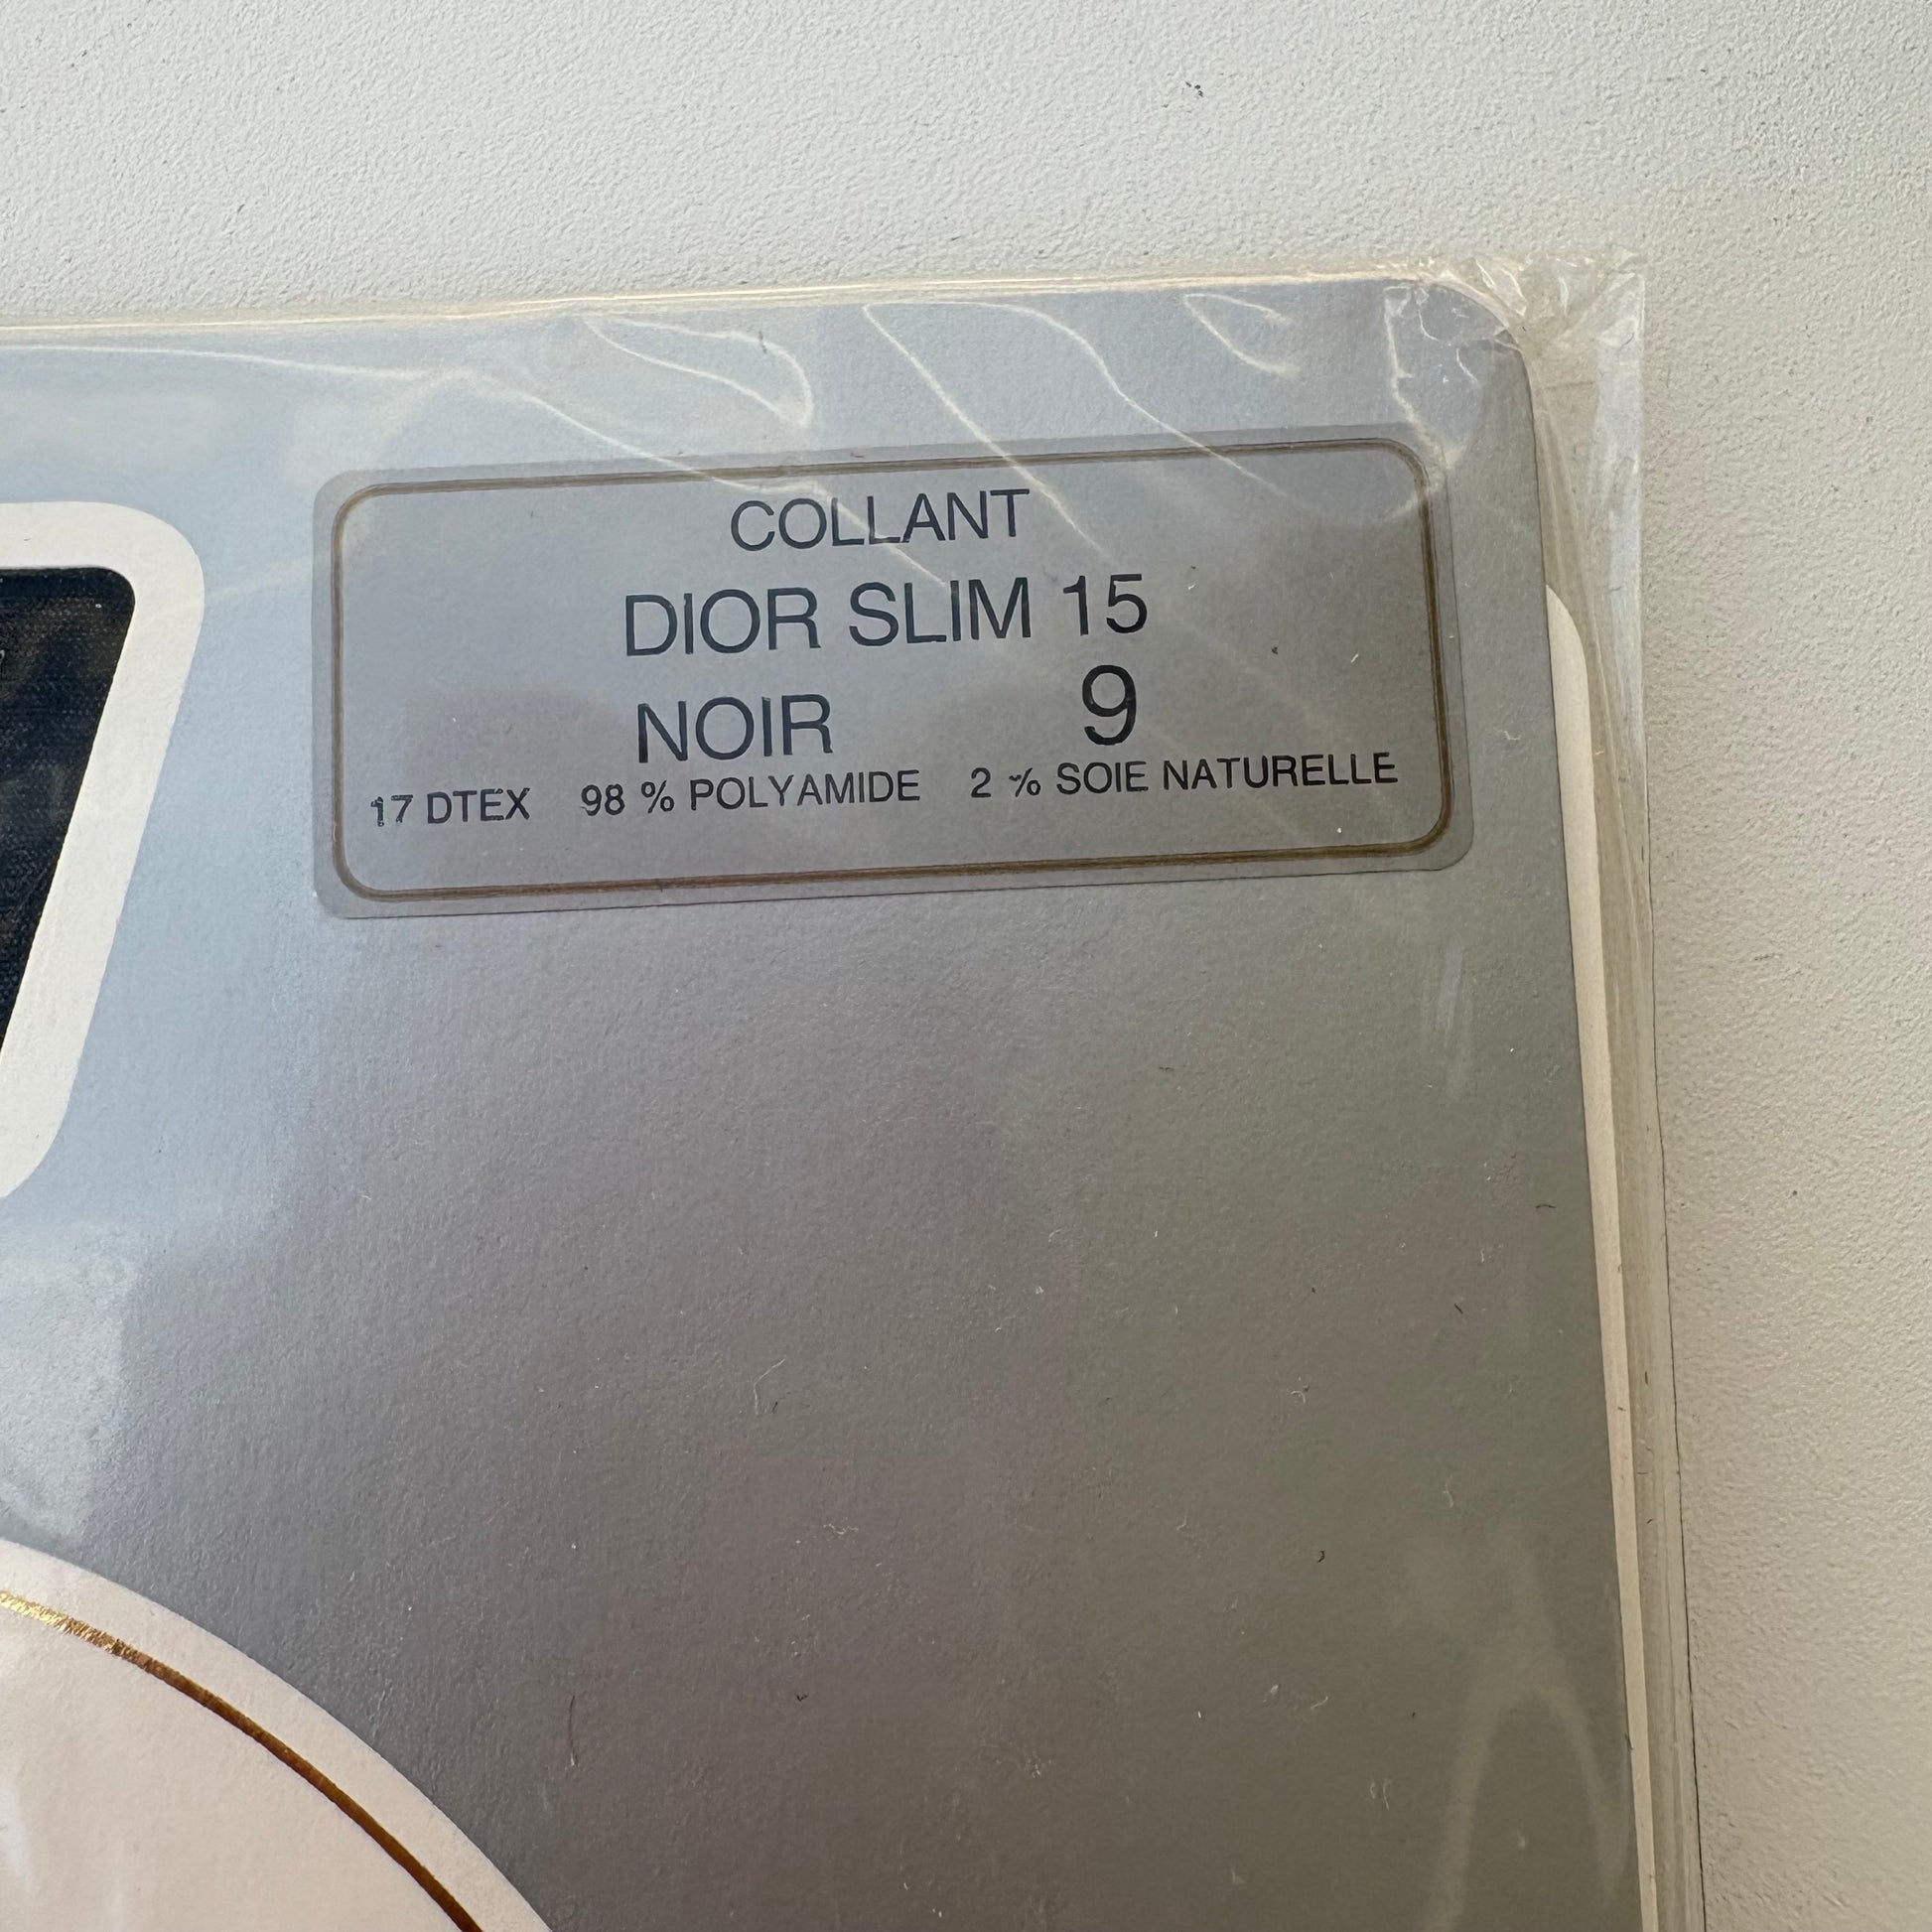 COLLANT
DIOR SLIM 15
NOIR 9
17 DTEX 98 % POLYAMIDE 2 % SOIE NATURELLE